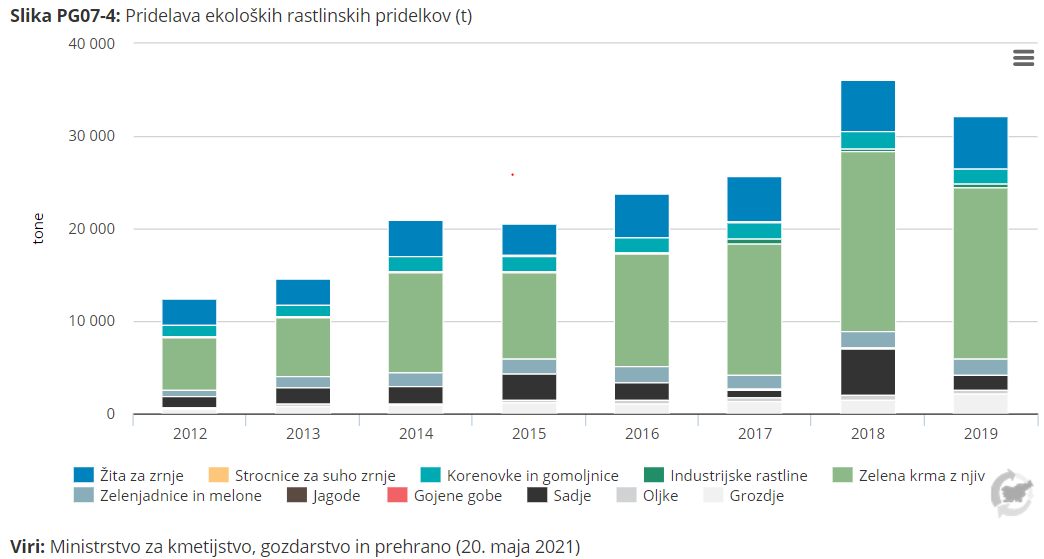 Slika PG07-4: Pridelava ekoloških rastlinskih pridelkov (t)
40 000
30 000
20 000
10 000
0
tone
2012 2013 2014 2015 2016 2017 2018 2019
Žita za zrnje Strocnice za suho zrnje Korenovke in gomoljnice Industrijske rastline Zelena krma z njiv
Zelenjadnice in melone Jagode Gojene gobe Sadje Oljke Grozdje
Viri: Ministrstvo za kmetijstvo, gozdarstvo in prehrano (20. maja 2021)